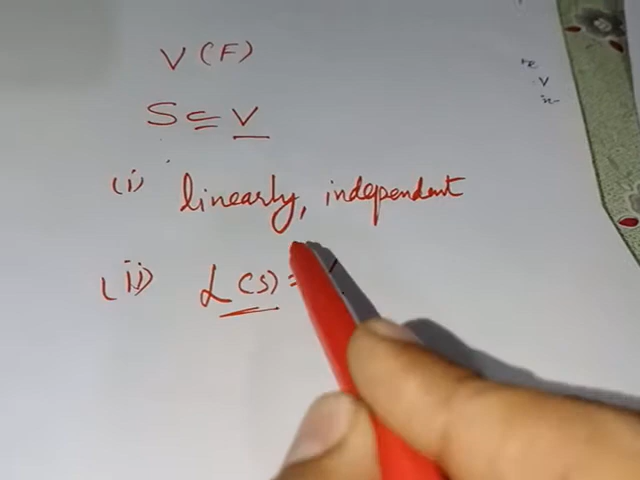 V (F)
S ⊆ V
(i) linearly, independent
(ii) L(S) =